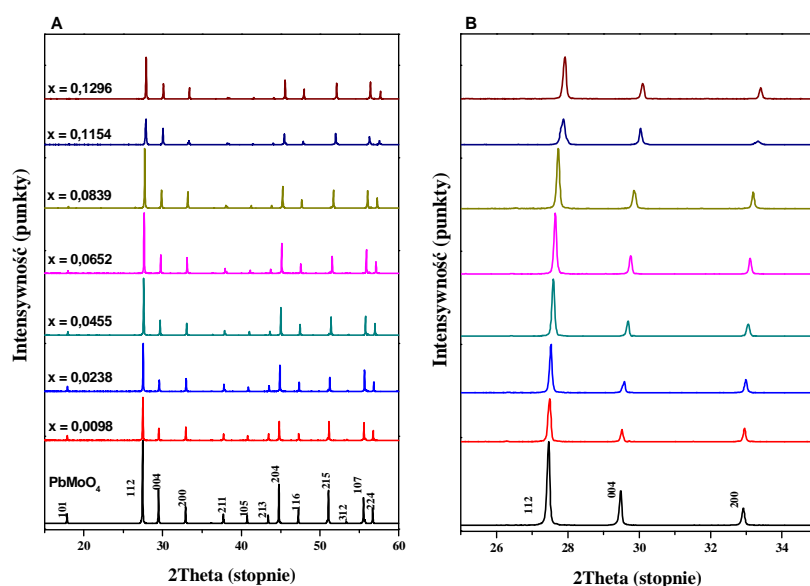 A
B
x = 0,1296
x = 0,1154
x = 0,0839
x = 0,0652
x = 0,0455
x = 0,0238
x = 0,0098
PbMoO4
101
112
004
200
211
105
213
204
116
215
312
107
224
112
004
200
Intensywność (punkty)
Intensywność (punkty)
20 30 40 50 60
26 28 30 32 34
2Theta (stopnie)
2Theta (stopnie)